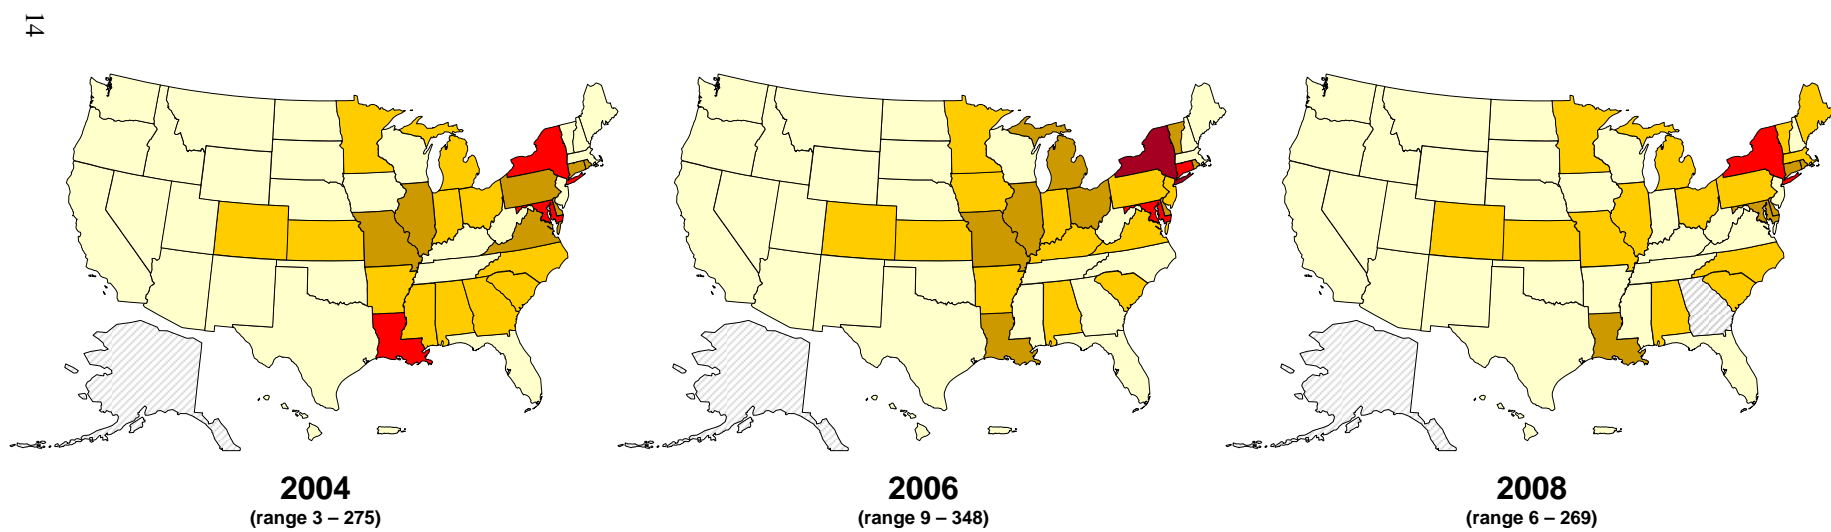 14
2004
(range 3 – 275)
2006
(range 9 – 348)
2008
(range 6 – 269)